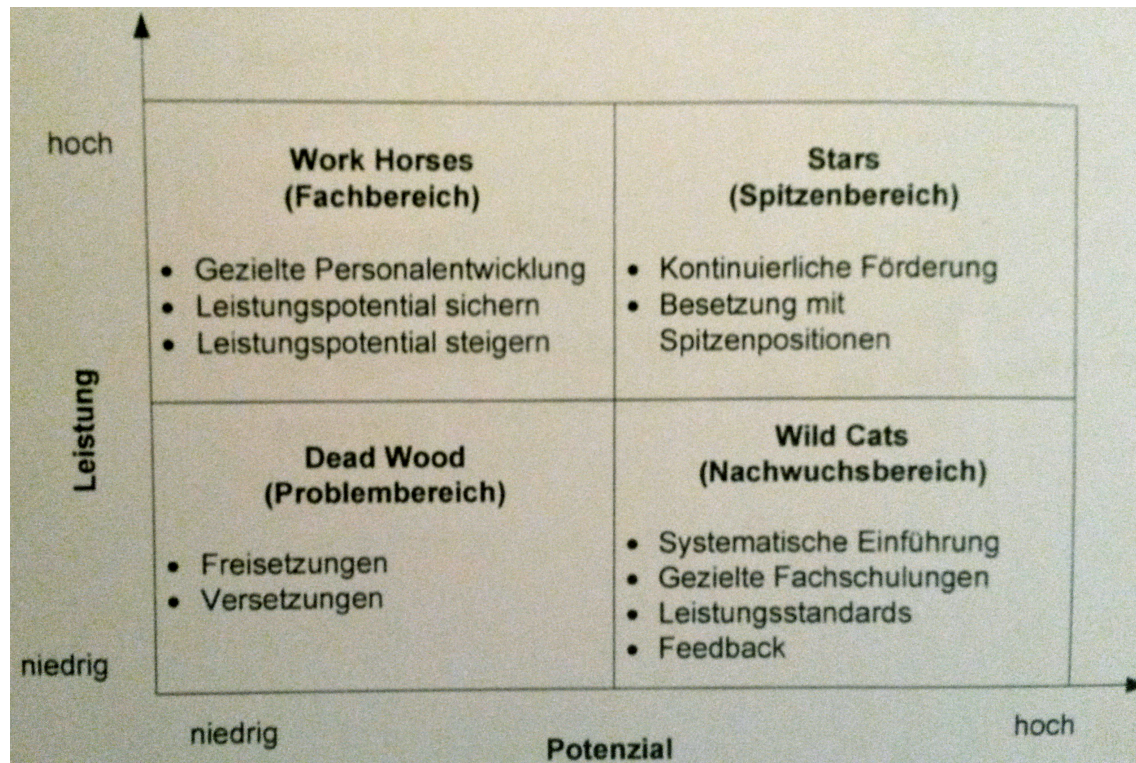 hoch
Work Horses
(Fachbereich)
• Gezielte Personalentwicklung
• Leistungspotential sichern
• Leistungspotential steigern
Stars
(Spitzenbereich)
• Kontinuierliche Förderung
• Besetzung mit
Spitzenpositionen
Leistung
Dead Wood
(Problembereich)
• Freisetzungen
• Versetzungen
Wild Cats
(Nachwuchsbereich)
• Systematische Einführung
• Gezielte Fachschulungen
• Leistungsstandards
• Feedback
niedrig
niedrig
Potenzial
hoch